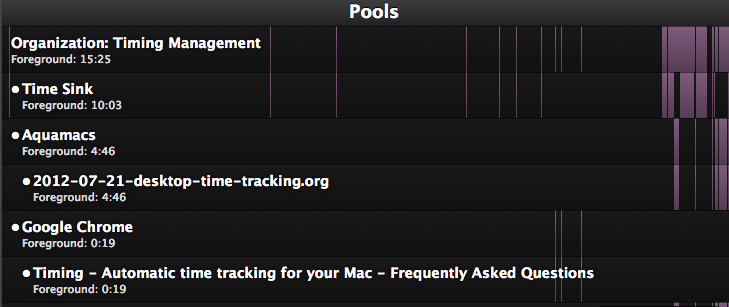 Pools
Organization: Timing Management
Foreground: 15:25
● Time Sink
Foreground: 10:03
● Aquamacs
Foreground: 4:46
● 2012-07-21-desktop-time-tracking.org
Foreground: 4:46
● Google Chrome
Foreground: 0:19
● Timing - Automatic time tracking for your Mac - Frequently Asked Questions
Foreground: 0:19